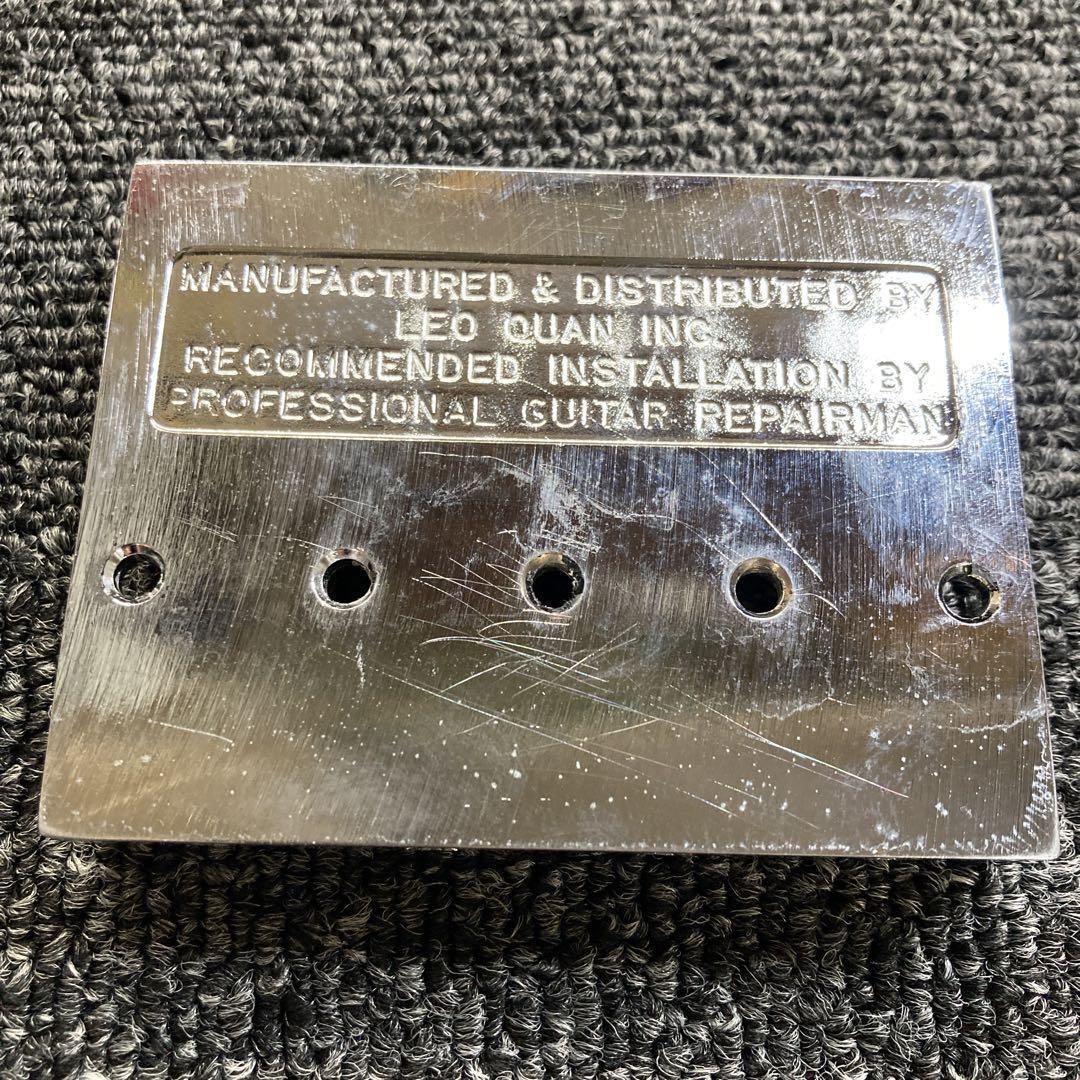 MANUFACTURED & DISTRIBUTED BY
LEO QUAN INC.
RECOMMENDED INSTALLATION BY
PROFESSIONAL GUITAR REPAIRMAN